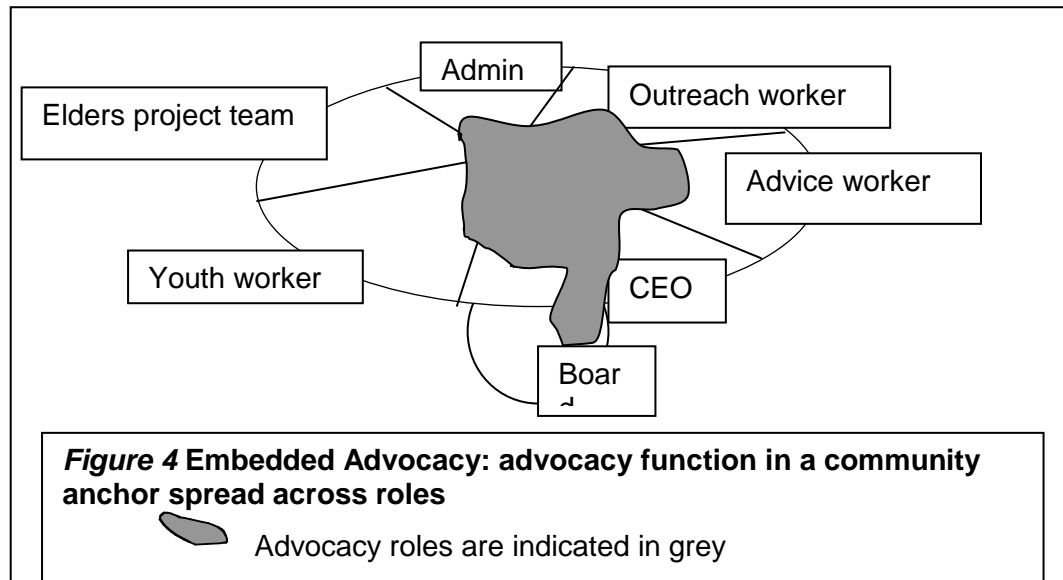 Admin
Outreach worker
Elders project team
Advice worker
Youth worker
CEO
Boar
d
Figure 4 Embedded Advocacy: advocacy function in a community
anchor spread across roles
Advocacy roles are indicated in grey